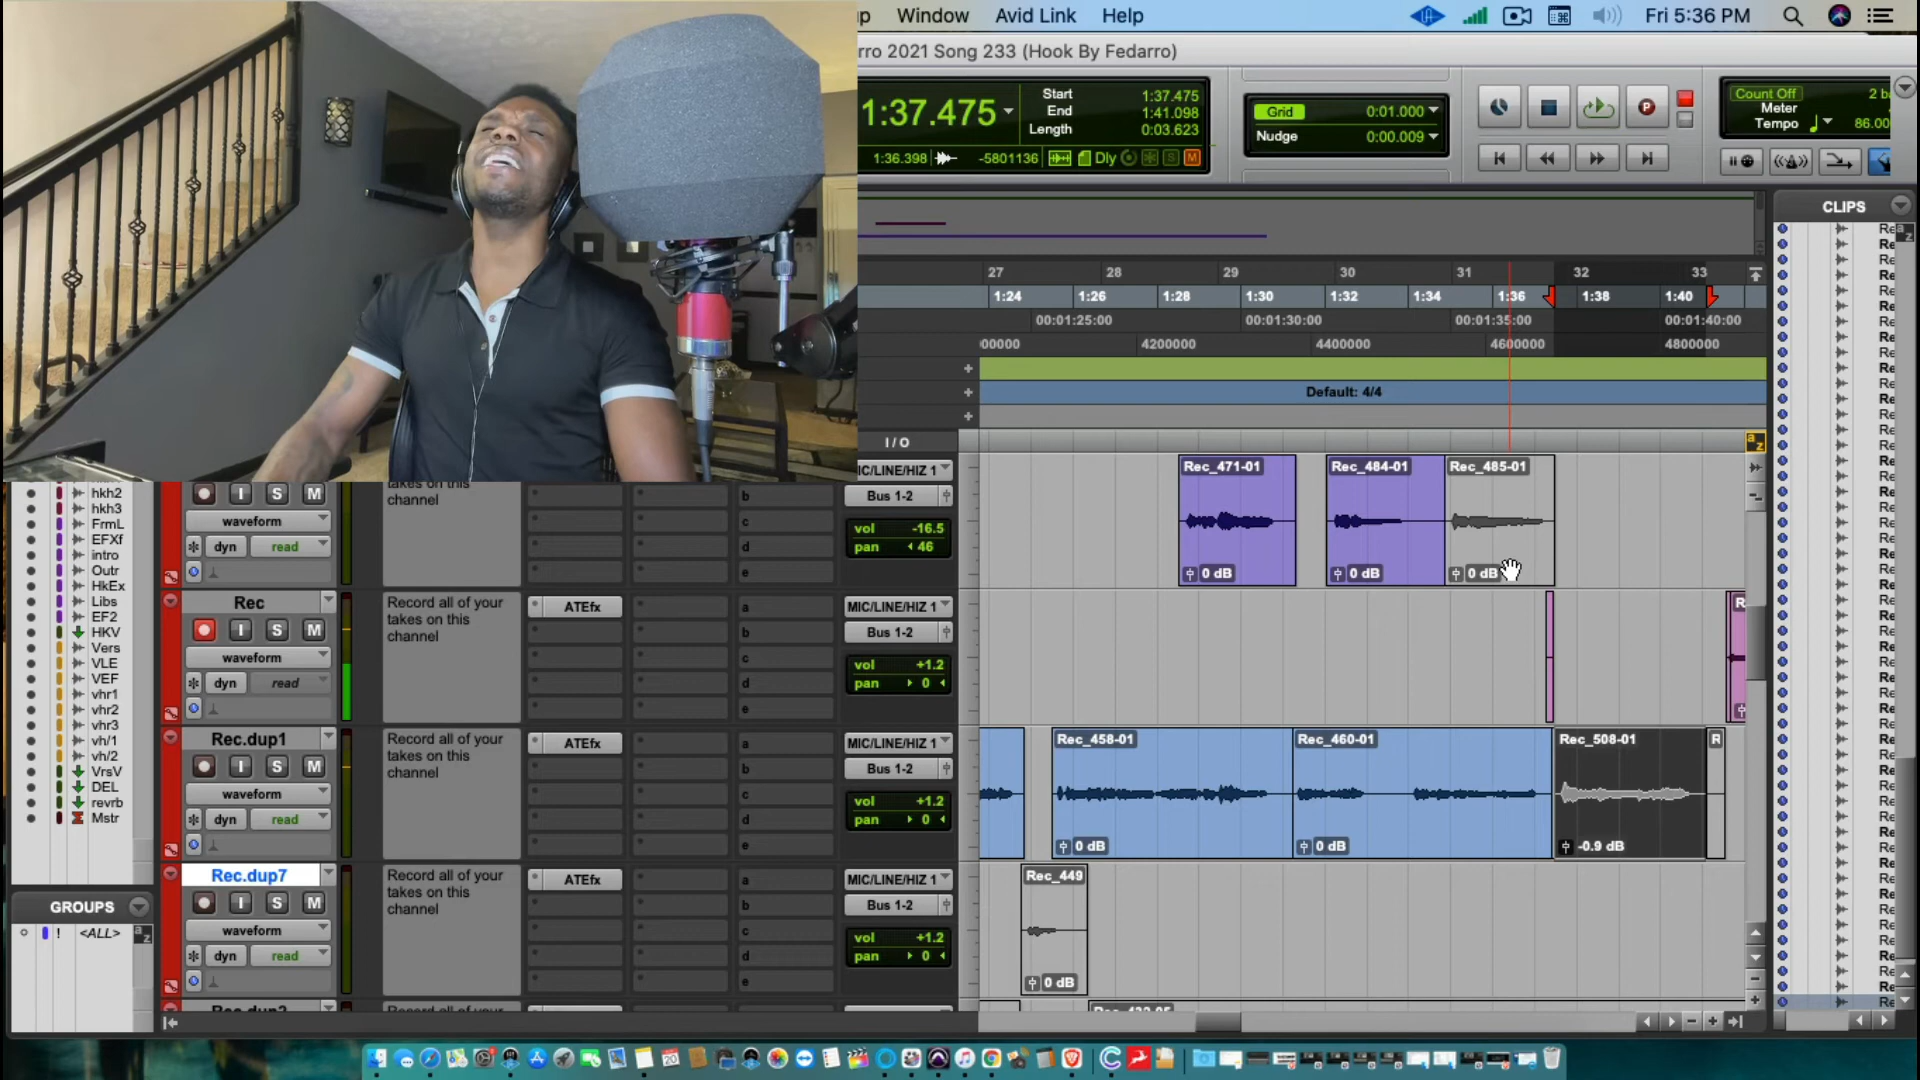 Window Avid Link Help Fri 5:36 PM
rro 2021 Song 233 (Hook By Fedarro)
1:37.475
Start 1:37.475
End 1:41.098
Length 0:03.623
1:36.398 -5801136 Dly
Grid 0:01.000
Nudge 0:00.009
Count Off
Meter
Tempo 86.00
CLIPS
27 28 29 30 31 32 33
1:24 1:26 1:28 1:30 1:32 1:34 1:36 1:38 1:40
00:01:25:00 00:01:30:00 00:01:35:00 00:01:40:00
4200000 4400000 4600000 4800000
Default: 4/4
I/O
hkh2
hkh3
FrmL
EFXf
intro
Outr
HkEx
Libs
EF2
HKV
Vers
VLE
VEF
vhr1
vhr2
vhr3
vh/1
vh/2
VrsV
DEL
revrb
Mstr
GROUPS
! <ALL>
I S M
waveform
dyn read
takes on this
channel
b
c
d
e
MIC/LINE/HIZ 1
Bus 1-2
vol -16.5
pan 46
Rec_471-01
0 dB
Rec_484-01
0 dB
Rec_485-01
0 dB
Rec
I S M
waveform
dyn read
Record all of your
takes on this
channel
ATEfx
a
b
c
d
e
MIC/LINE/HIZ 1
Bus 1-2
vol +1.2
pan 0
Rec.dup1
I S M
waveform
dyn read
Record all of your
takes on this
channel
ATEfx
a
b
c
d
e
MIC/LINE/HIZ 1
Bus 1-2
vol +1.2
pan 0
Rec_458-01
0 dB
Rec_460-01
0 dB
Rec_508-01
-0.9 dB
R
Rec.dup7
I S M
waveform
dyn read
Record all of your
takes on this
channel
ATEfx
a
b
c
d
e
MIC/LINE/HIZ 1
Bus 1-2
vol +1.2
pan 0
Rec_449
0 dB